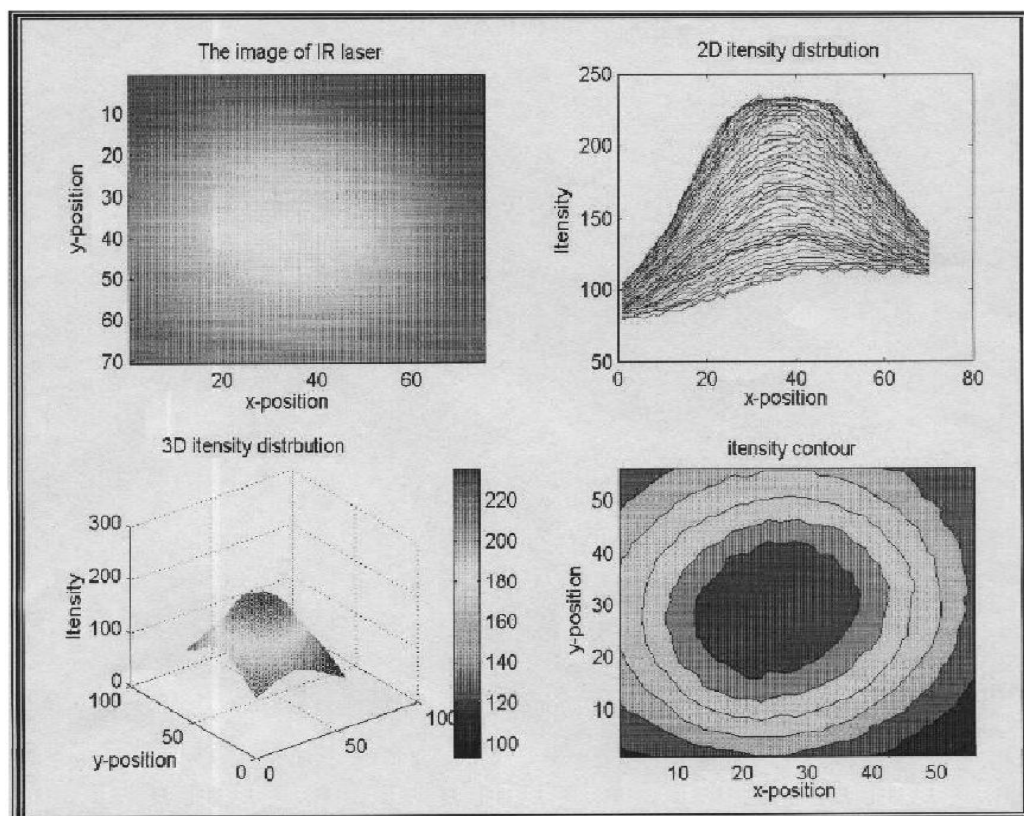 The image of IR laser
10
20
30
40
50
60
70
y-position
20 40 60
x-position
2D itensity distrbution
250
200
150
100
50
Itensity
0 20 40 60 80
x-position
3D itensity distrbution
300
200
100
0
Itensity
100
50
0
y-position
0
50
100
220
200
180
160
140
120
100
itensity contour
50
40
30
20
10
y-position
10 20 30 40 50
x-position